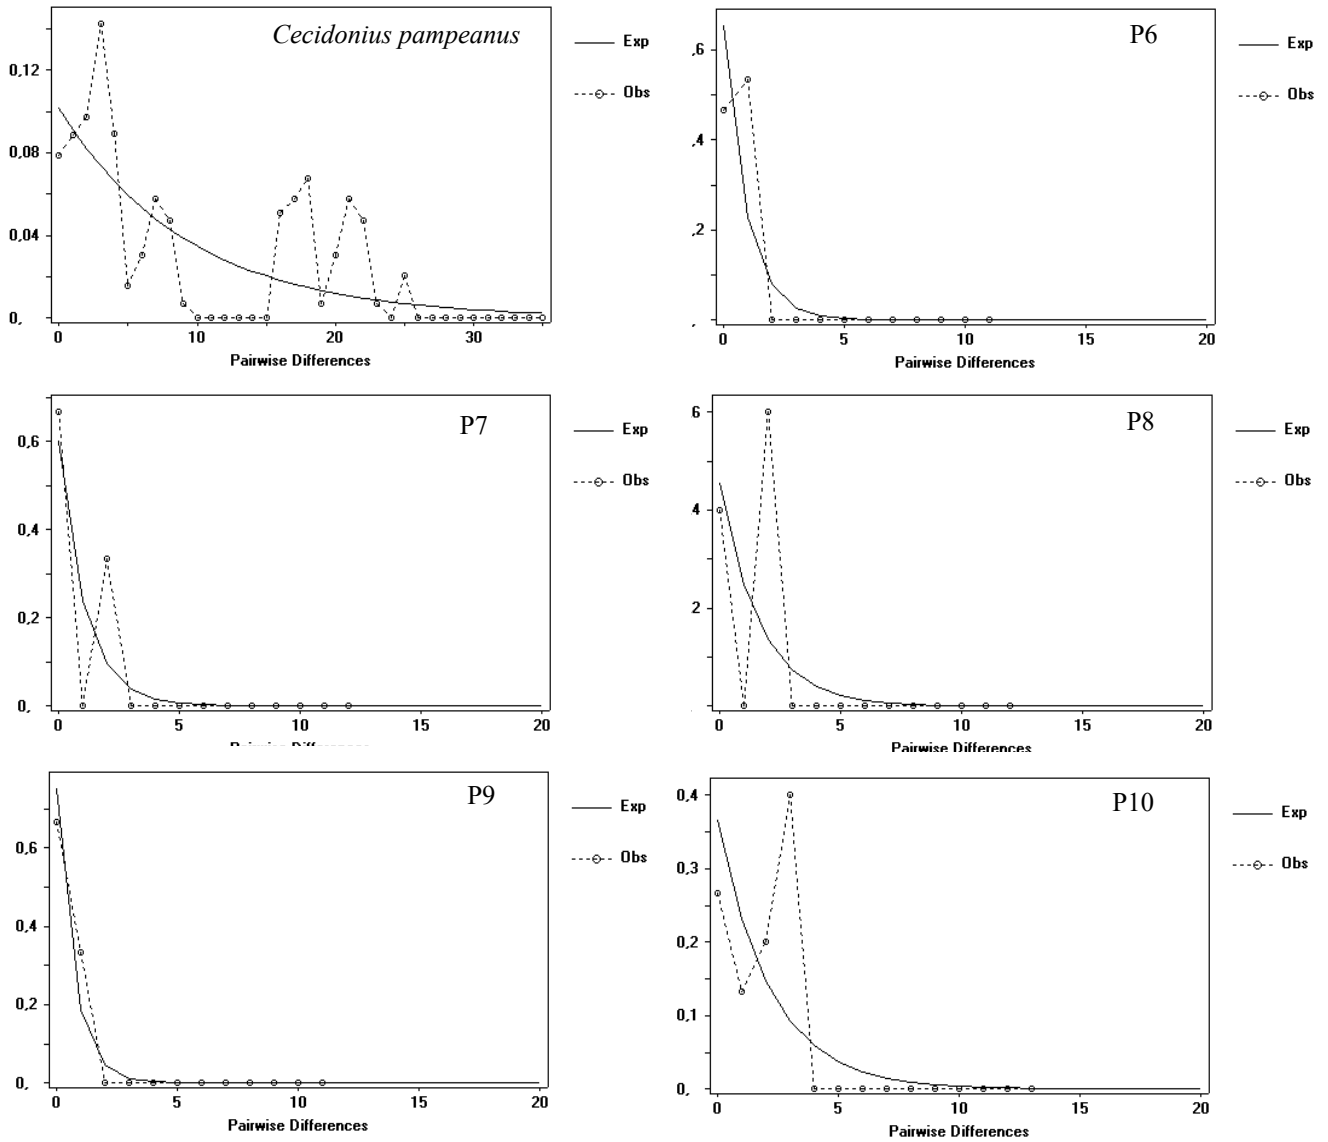 Cecidonius pampeanus
Exp
Obs
0,12
0,08
0,04
0,
0
10
20
30
Pairwise Differences
P6
Exp
Obs
,6
,4
,2
,
0
5
10
15
20
Pairwise Differences
P7
Exp
Obs
0,6
0,4
0,2
0,
0
5
10
15
20
Pairwise Differences
P8
Exp
Obs
6
4
2
0
5
10
15
20
Pairwise Differences
P9
Exp
Obs
0,6
0,4
0,2
0,
0
5
10
15
20
Pairwise Differences
P10
Exp
Obs
0,4
0,3
0,2
0,1
0,
0
5
10
15
20
Pairwise Differences